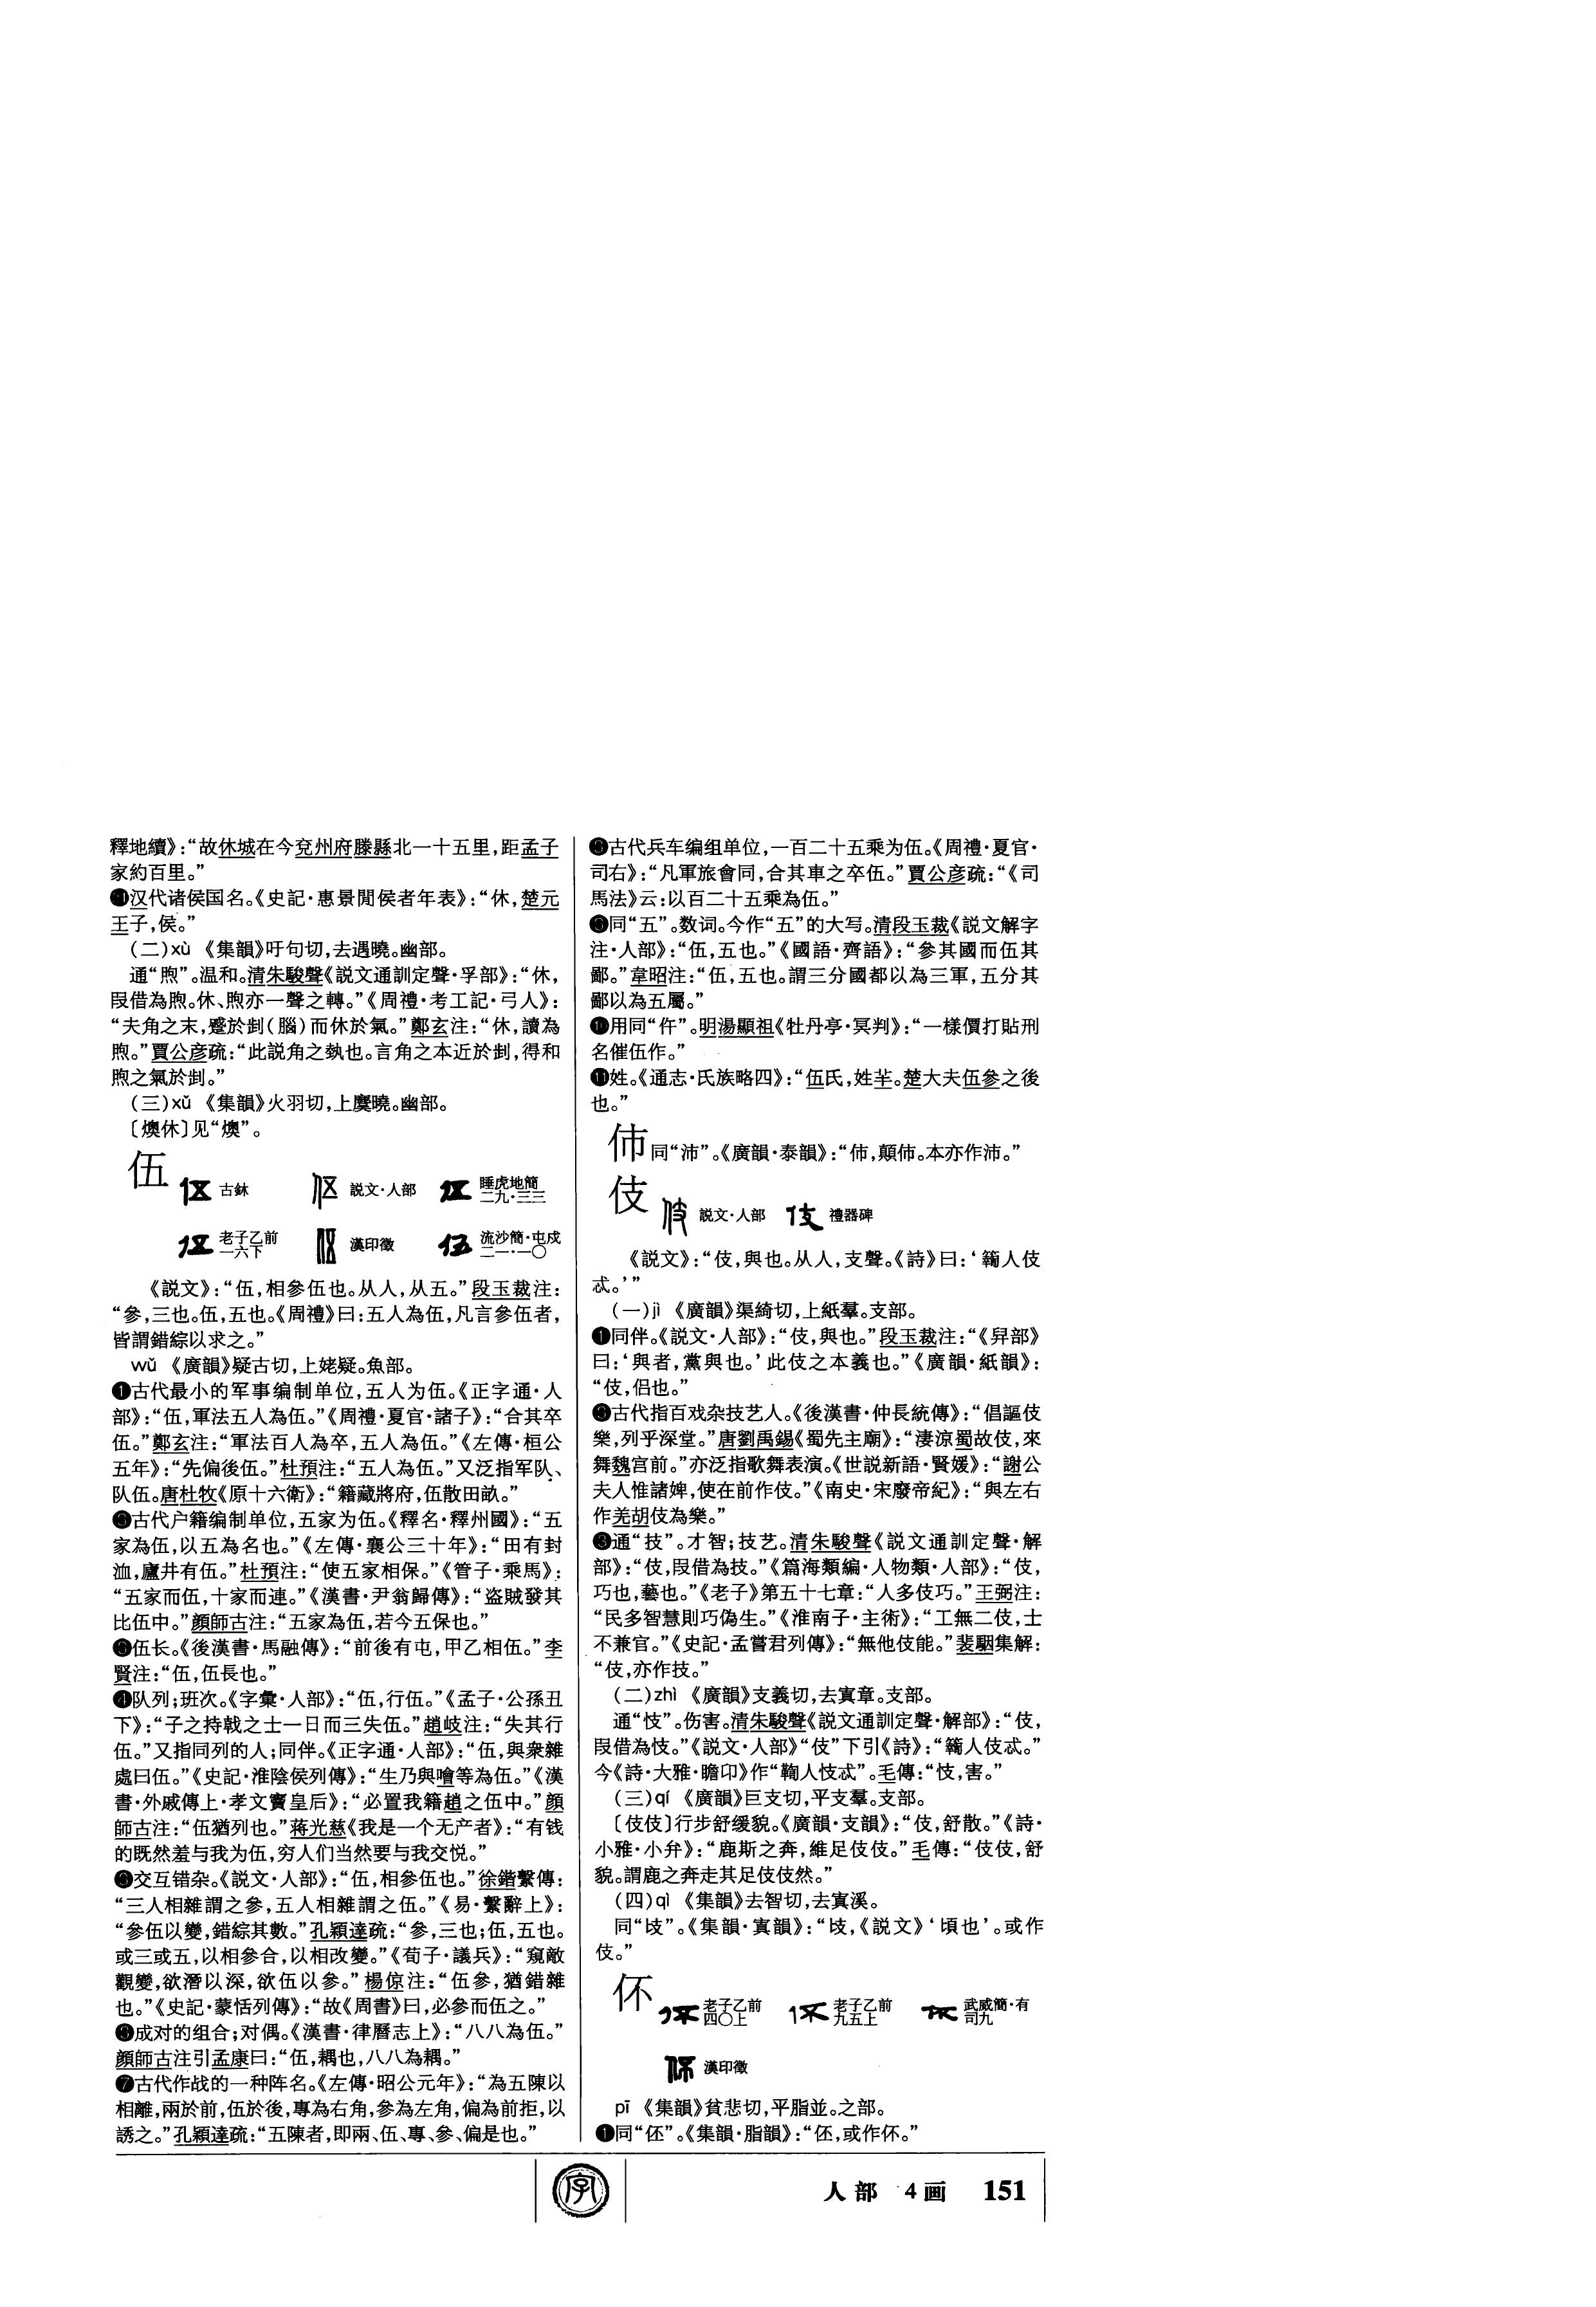 釋地續》：“故休城在今兗州府滕縣北一十五里，距孟子
家約百里。”
汉代诸侯国名。《史記·惠景閒侯者年表》：“休，楚元
王子，侯。”
（二）xù 《集韻》吁句切，去遇曉。幽部。
通“煦”。温和。清朱駿聲《説文通訓定聲·孚部》：“休，
叚借為煦。休、煦亦一聲之轉。”《周禮·考工記·弓人》：
“夫角之末，蹙於𠜶（腦）而休於氣。”鄭玄注：“休，讀為
煦。”賈公彦疏：“此説角之埶也。言角之本近於𠜶，得和
煦之氣於𠜶。”
（三）xǔ 《集韻》火羽切，上麌曉。幽部。
〔燠休〕见“燠”。
伍
古鉥 説文·人部 睡虎地簡二九·三三
老子乙前一六下 漢印徵 流沙簡·屯戍二一·一〇
《説文》：“伍，相參伍也。从人，从五。”段玉裁注：
“參，三也。伍，五也。《周禮》曰：五人為伍，凡言參伍者，
皆謂錯綜以求之。”
wǔ 《廣韻》疑古切，上姥疑。魚部。
❶古代最小的军事编制单位，五人为伍。《正字通·人
部》：“伍，軍法五人為伍。”《周禮·夏官·諸子》：“合其卒
伍。”鄭玄注：“軍法百人為卒，五人為伍。”《左傳·桓公
五年》：“先偏後伍。”杜預注：“五人為伍。”又泛指军队、
队伍。唐杜牧《原十六衛》：“籍藏將府，伍散田畝。”
❷古代户籍编制单位，五家为伍。《釋名·釋州國》：“五
家為伍，以五為名也。”《左傳·襄公三十年》：“田有封
洫，廬井有伍。”杜預注：“使五家相保。”《管子·乘馬》：
“五家而伍，十家而連。”《漢書·尹翁歸傳》：“盜賊發其
比伍中。”顔師古注：“五家為伍，若今五保也。”
❸伍长。《後漢書·馬融傳》：“前後有屯，甲乙相伍。”李
賢注：“伍，伍長也。”
❹队列；班次。《字彙·人部》：“伍，行伍。”《孟子·公孫丑
下》：“子之持戟之士一日而三失伍。”趙岐注：“失其行
伍。”又指同列的人；同伴。《正字通·人部》：“伍，與衆雜
處曰伍。”《史記·淮陰侯列傳》：“生乃與噲等為伍。”《漢
書·外戚傳上·孝文竇皇后》：“必置我籍趙之伍中。”顔
師古注：“伍猶列也。”蒋光慈《我是一个无产者》：“有钱
的既然羞与我为伍，穷人们当然要与我交悦。”
❺交互错杂。《説文·人部》：“伍，相參伍也。”徐鍇繫傳：
“三人相雜謂之參，五人相雜謂之伍。”《易·繫辭上》：
“參伍以變，錯綜其數。”孔穎達疏：“參，三也；伍，五也。
或三或五，以相參合，以相改變。”《荀子·議兵》：“窺敵
觀變，欲潛以深，欲伍以參。”楊倞注：“伍參，猶錯雜
也。”《史記·蒙恬列傳》：“故《周書》曰，必參而伍之。”
❻成对的组合；对偶。《漢書·律曆志上》：“八八為伍。”
顔師古注引孟康曰：“伍，耦也，八八為耦。”
❼古代作战的一种阵名。《左傳·昭公元年》：“為五陳以
相離，兩於前，伍於後，專為右角，參為左角，偏為前拒，以
誘之。”孔穎達疏：“五陳者，即兩、伍、專、參、偏是也。”
❽古代兵车编组单位，一百二十五乘为伍。《周禮·夏官·
司右》：“凡軍旅會同，合其車之卒伍。”賈公彦疏：“《司
馬法》云：以百二十五乘為伍。”
❾同“五”。数词。今作“五”的大写。清段玉裁《説文解字
注·人部》：“伍，五也。”《國語·齊語》：“參其國而伍其
鄙。”韋昭注：“伍，五也。謂三分國都以為三軍，五分其
鄙以為五屬。”
❿用同“仵”。明湯顯祖《牡丹亭·冥判》：“一樣價打貼刑
名催伍作。”
⓫姓。《通志·氏族略四》：“伍氏，姓羋。楚大夫伍參之後
也。”
伂同“沛”。《廣韻·泰韻》：“伂，顛伂。本亦作沛。”
伎
説文·人部 禮器碑
《説文》：“伎，與也。从人，支聲。《詩》曰：‘籥人伎
忒。’”
（一）jì 《廣韻》渠綺切，上紙羣。支部。
❶同伴。《説文·人部》：“伎，與也。”段玉裁注：“《舁部》
曰：‘與者，黨與也。’此伎之本義也。”《廣韻·紙韻》：
“伎，侣也。”
❷古代指百戏杂技艺人。《後漢書·仲長統傳》：“倡謳伎
樂，列乎深堂。”唐劉禹錫《蜀先主廟》：“淒涼蜀故伎，來
舞魏宫前。”亦泛指歌舞表演。《世説新語·賢媛》：“謝公
夫人惟諸婢，使在前作伎。”《南史·宋廢帝紀》：“與左右
作羌胡伎為樂。”
❸通“技”。才智；技艺。清朱駿聲《説文通訓定聲·解
部》：“伎，叚借為技。”《篇海類編·人物類·人部》：“伎，
巧也，藝也。”《老子》第五十七章：“人多伎巧。”王弼注：
“民多智慧則巧偽生。”《淮南子·主術》：“工無二伎，士
不兼官。”《史記·孟嘗君列傳》：“無他伎能。”裴駰集解：
“伎，亦作技。”
（二）zhì 《廣韻》支義切，去寘章。支部。
通“忮”。伤害。清朱駿聲《説文通訓定聲·解部》：“伎，
叚借為忮。”《説文·人部》“伎”下引《詩》：“籥人伎忒。”
今《詩·大雅·瞻卬》作“鞫人忮忒”。毛傳：“忮，害。”
（三）qí 《廣韻》巨支切，平支羣。支部。
〔伎伎〕行步舒缓貌。《廣韻·支韻》：“伎，舒散。”《詩·
小雅·小弁》：“鹿斯之奔，維足伎伎。”毛傳：“伎伎，舒
貌。謂鹿之奔走其足伎伎然。”
（四）qì 《集韻》去智切，去寘溪。
同“𠈷”。《集韻·寘韻》：“，《説文》‘頃也’。或作
伎。”
伓
老子乙前四〇上 老子乙前九五上 武威簡·有司九
漢印徵
pī 《集韻》貧悲切，平脂並。之部。
❶同“伾”。《集韻·脂韻》：“伾，或作伓。”
字
人部 4画 151